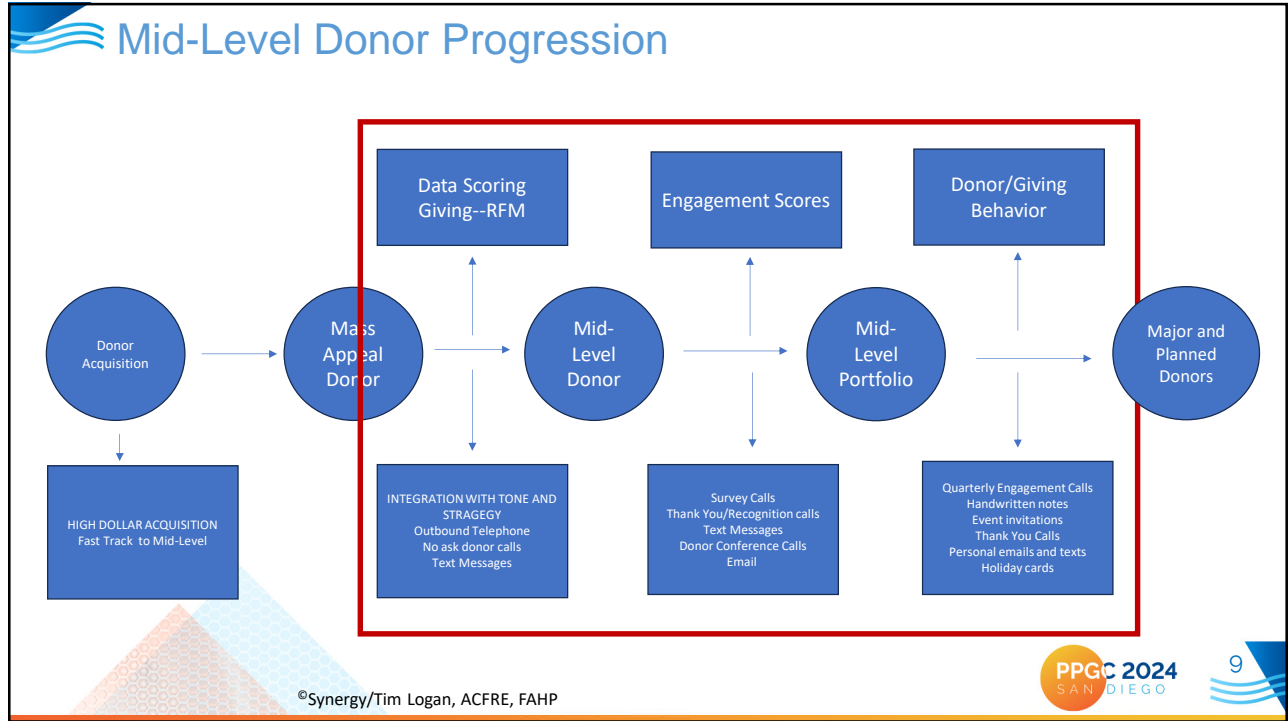 Mid-Level Donor Progression
Data Scoring
Giving--RFM
Engagement Scores
Donor/Giving
Behavior
Donor
Acquisition
Mass
Appeal
Donor
Mid-
Level
Donor
Mid-
Level
Portfolio
Major and
Planned
Donors
HIGH DOLLAR ACQUISITION
Fast Track to Mid-Level
INTEGRATION WITH TONE AND
STRAGEGY
Outbound Telephone
No ask donor calls
Text Messages
Survey Calls
Thank You/Recognition calls
Text Messages
Donor Conference Calls
Email
Quarterly Engagement Calls
Handwritten notes
Event invitations
Thank You Calls
Personal emails and texts
Holiday cards
©Synergy/Tim Logan, ACFRE, FAHP
PPGC 2024
SAN DIEGO
9